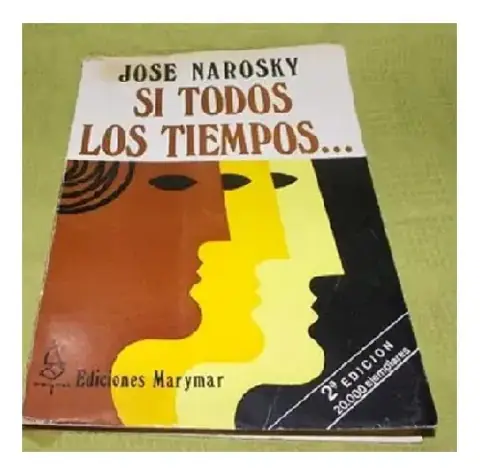 JOSE NAROSKY
SI TODOS
LOS TIEMPOS...
Ediciones Marymar
2ª EDICION
20.000 ejemplares